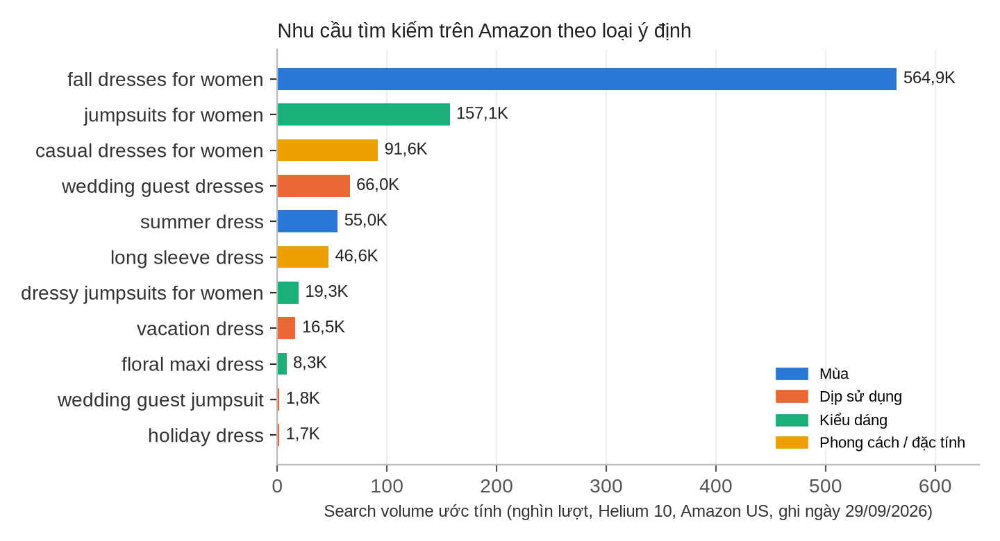 Nhu cầu tìm kiếm trên Amazon theo loại ý định
fall dresses for women 564,9K
jumpsuits for women 157,1K
casual dresses for women 91,6K
wedding guest dresses 66,0K
summer dress 55,0K
long sleeve dress 46,6K
dressy jumpsuits for women 19,3K
vacation dress 16,5K
floral maxi dress 8,3K
wedding guest jumpsuit 1,8K
holiday dress 1,7K
Mùa
Dịp sử dụng
Kiểu dáng
Phong cách / đặc tính
0 100 200 300 400 500 600
Search volume ước tính (nghìn lượt, Helium 10, Amazon US, ghi ngày 29/09/2026)